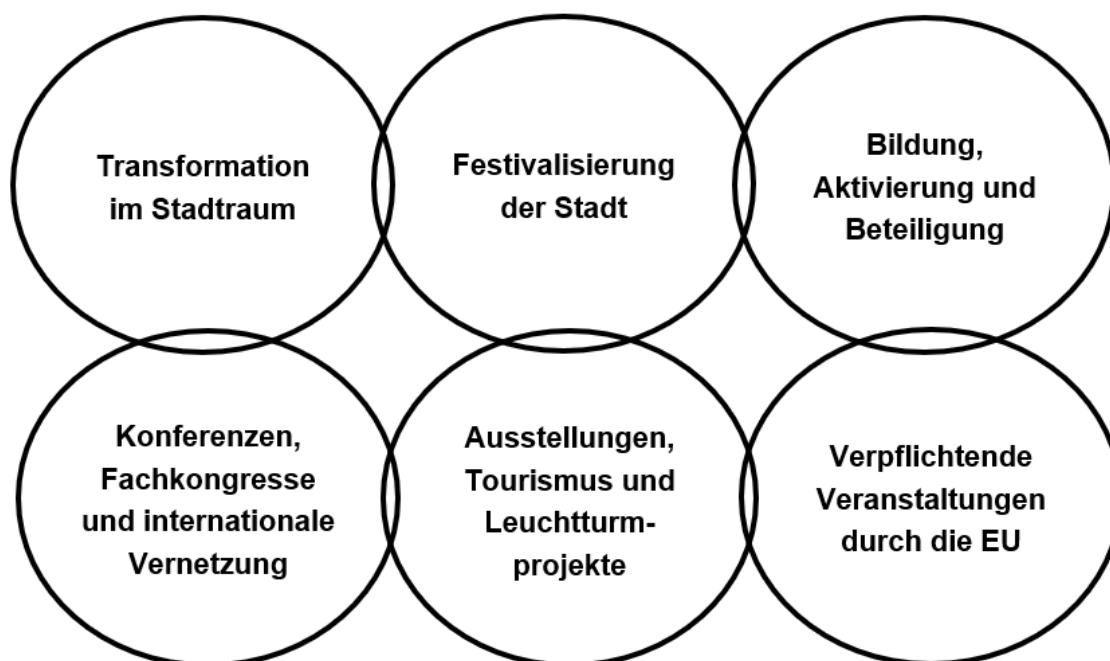 Transformation
im Stadtraum
Festivalisierung
der Stadt
Bildung,
Aktivierung und
Beteiligung
Konferenzen,
Fachkongresse
und internationale
Vernetzung
Ausstellungen,
Tourismus und
Leuchtturm-
projekte
Verpflichtende
Veranstaltungen
durch die EU